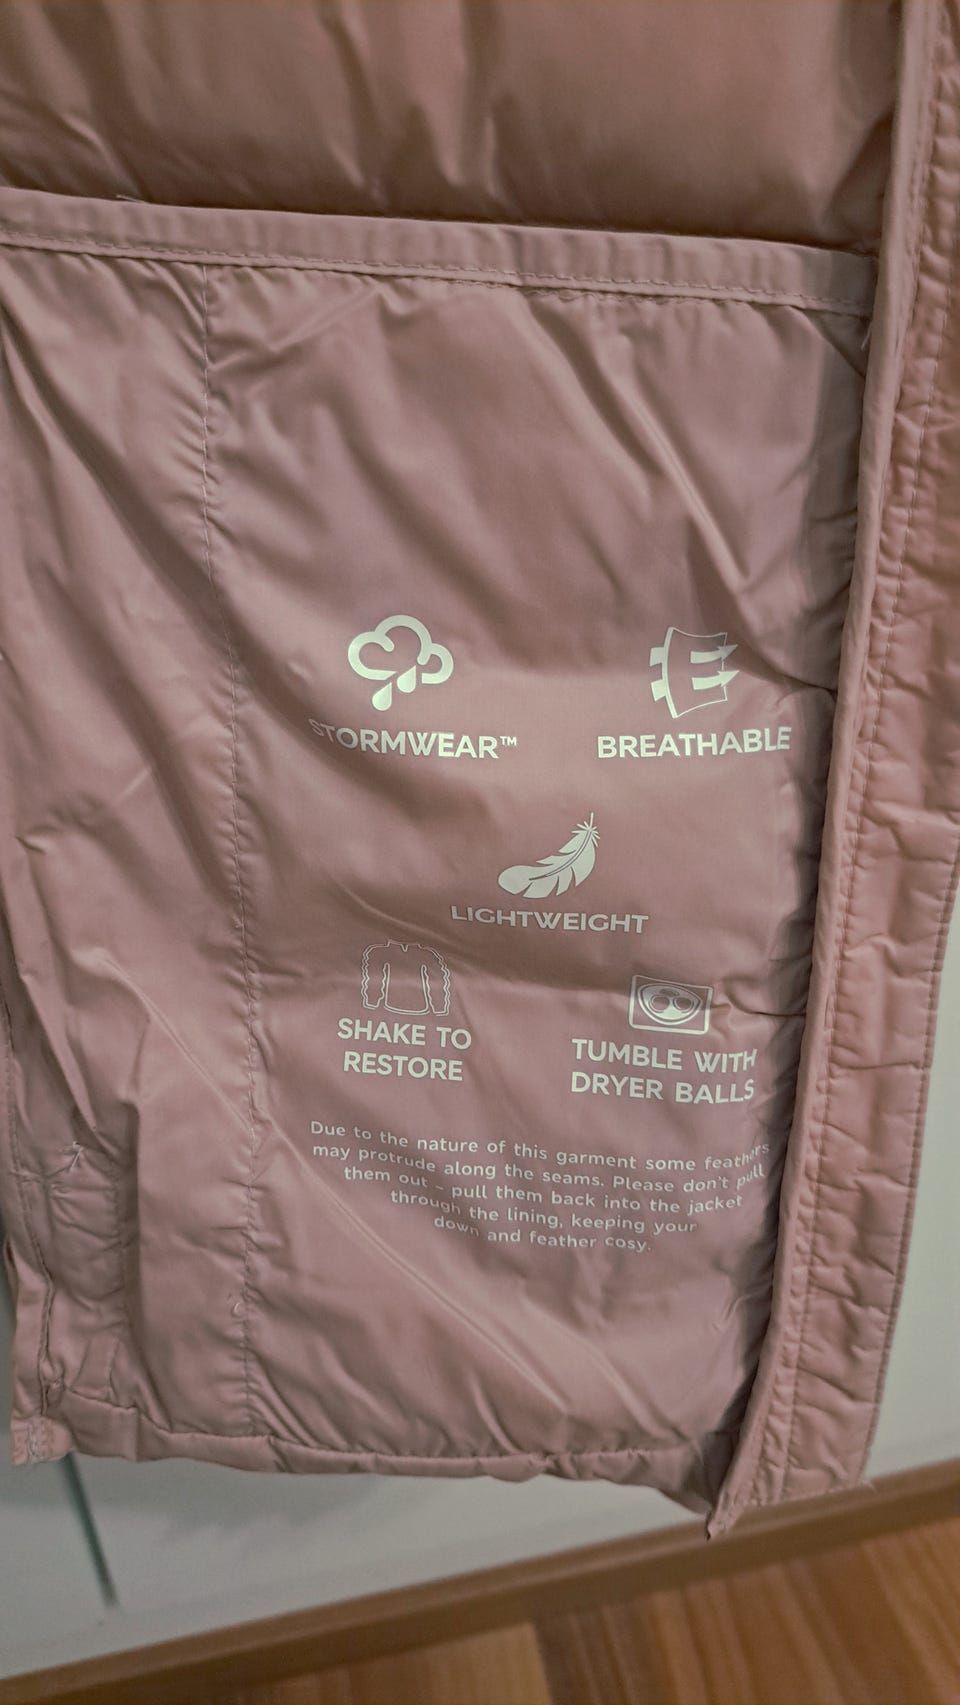 STORMWEAR™
BREATHABLE
LIGHTWEIGHT
SHAKE TO
RESTORE
TUMBLE WITH
DRYER BALLS
Due to the nature of this garment some feathers
may protrude along the seams. Please don't pull
them out – pull them back into the jacket
through the lining, keeping your
down and feather cosy.